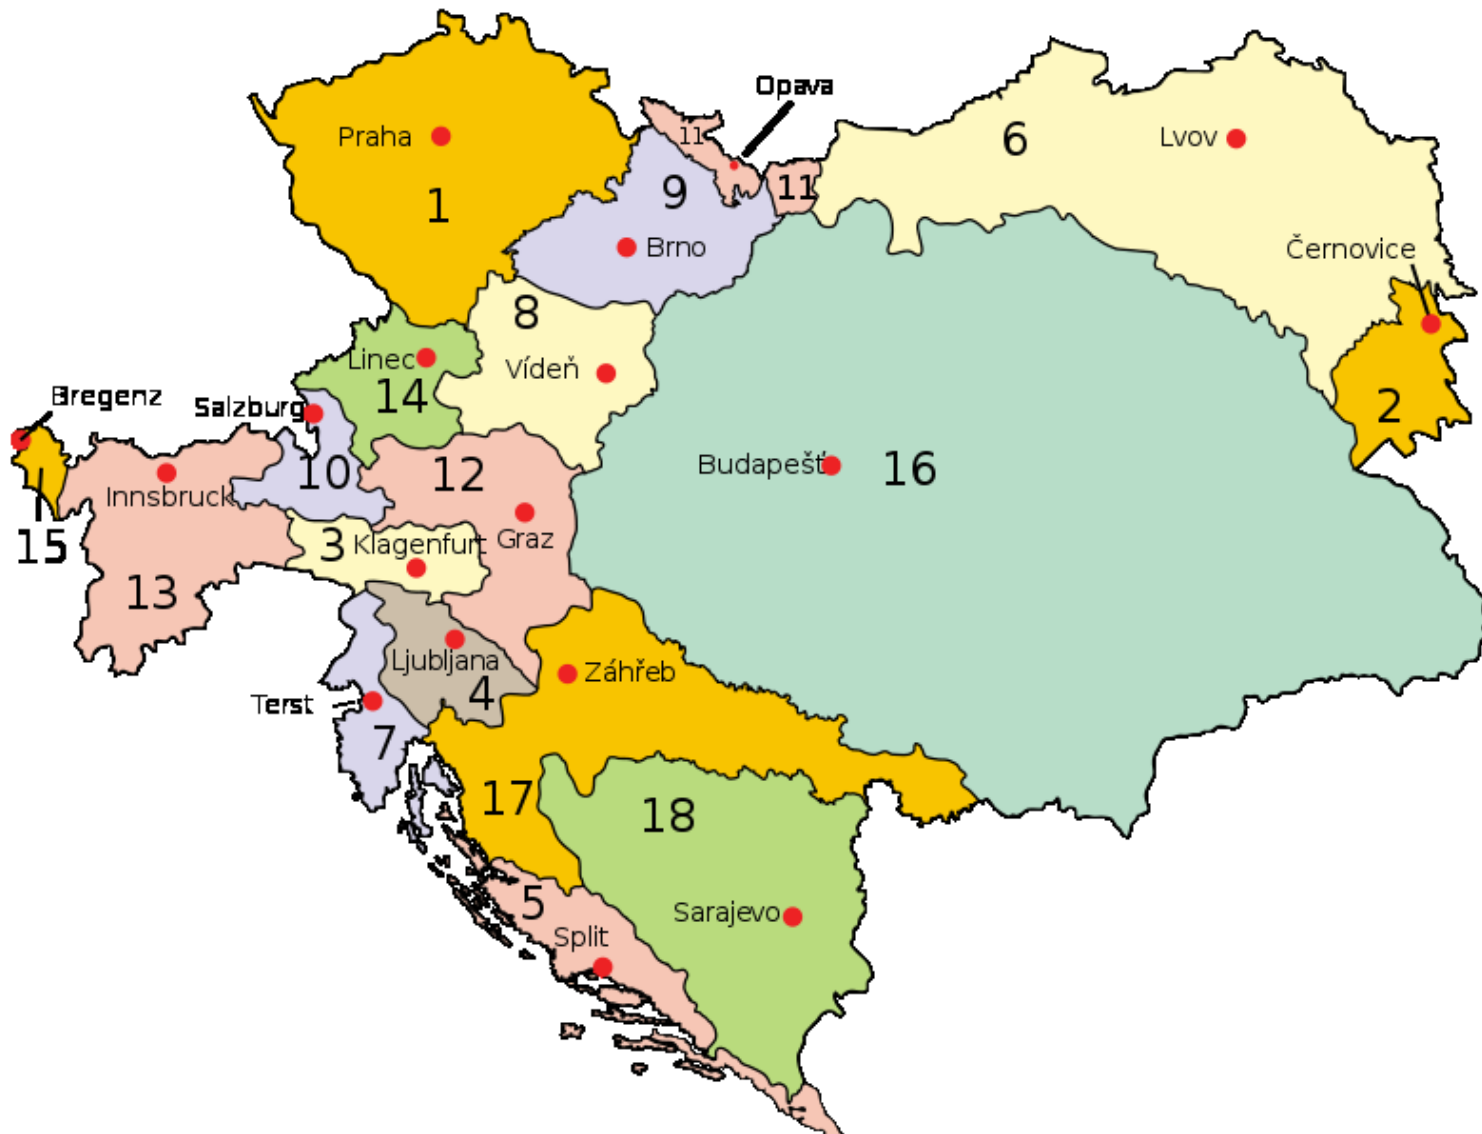 Opava
Praha
11
6
Lvov
1
9
11
Brno
Černovice
8
Linec
Vídeň
14
2
Bregenz
Salzburg
Budapešť
16
10
12
Innsbruck
15
3
Klagenfurt
Graz
13
Ljubljana
Záhřeb
4
Terst
7
17
18
5
Sarajevo
Split